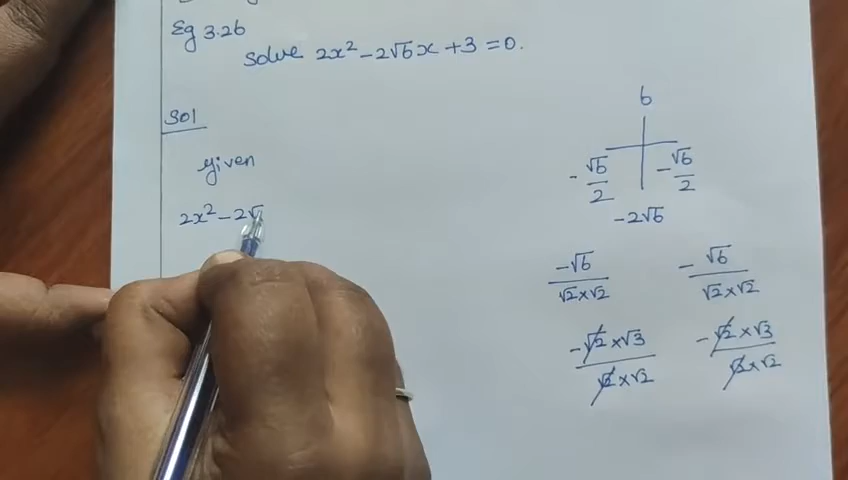 Eg 3.26
Solve 2x² - 2√6x + 3 = 0.
Sol
given
2x² - 2√
6
-√6/2 -√6/2
-2√6
-√6/√2×√2 -√6/√2×√2
-√2×√3/√2×√2 -√2×√3/√2×√2